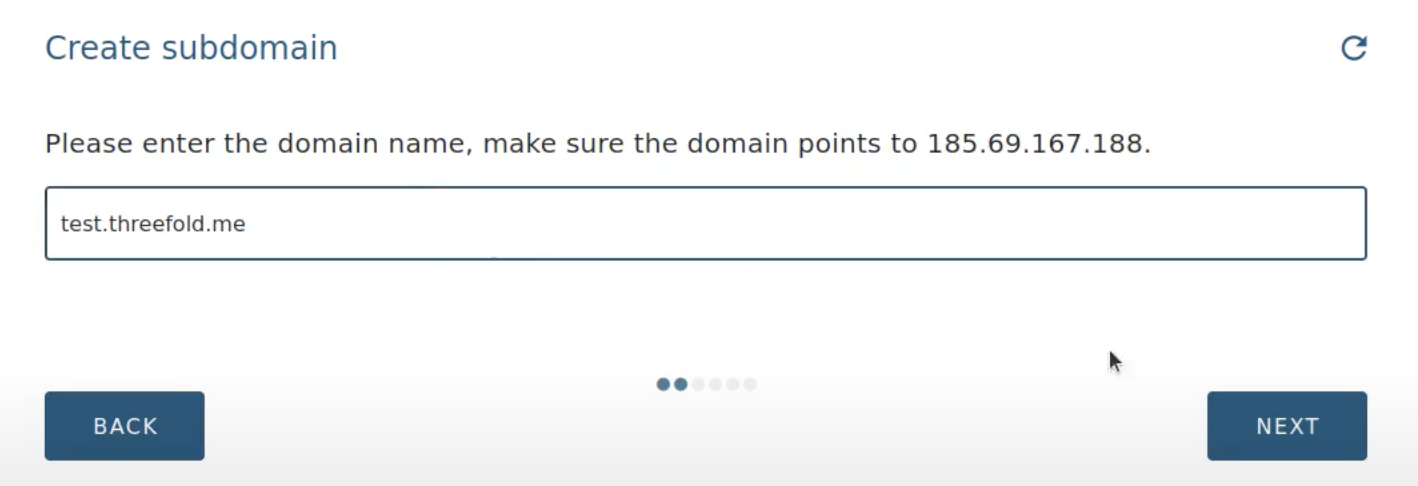 Create subdomain
Please enter the domain name, make sure the domain points to 185.69.167.188.
test.threefold.me
BACK
NEXT